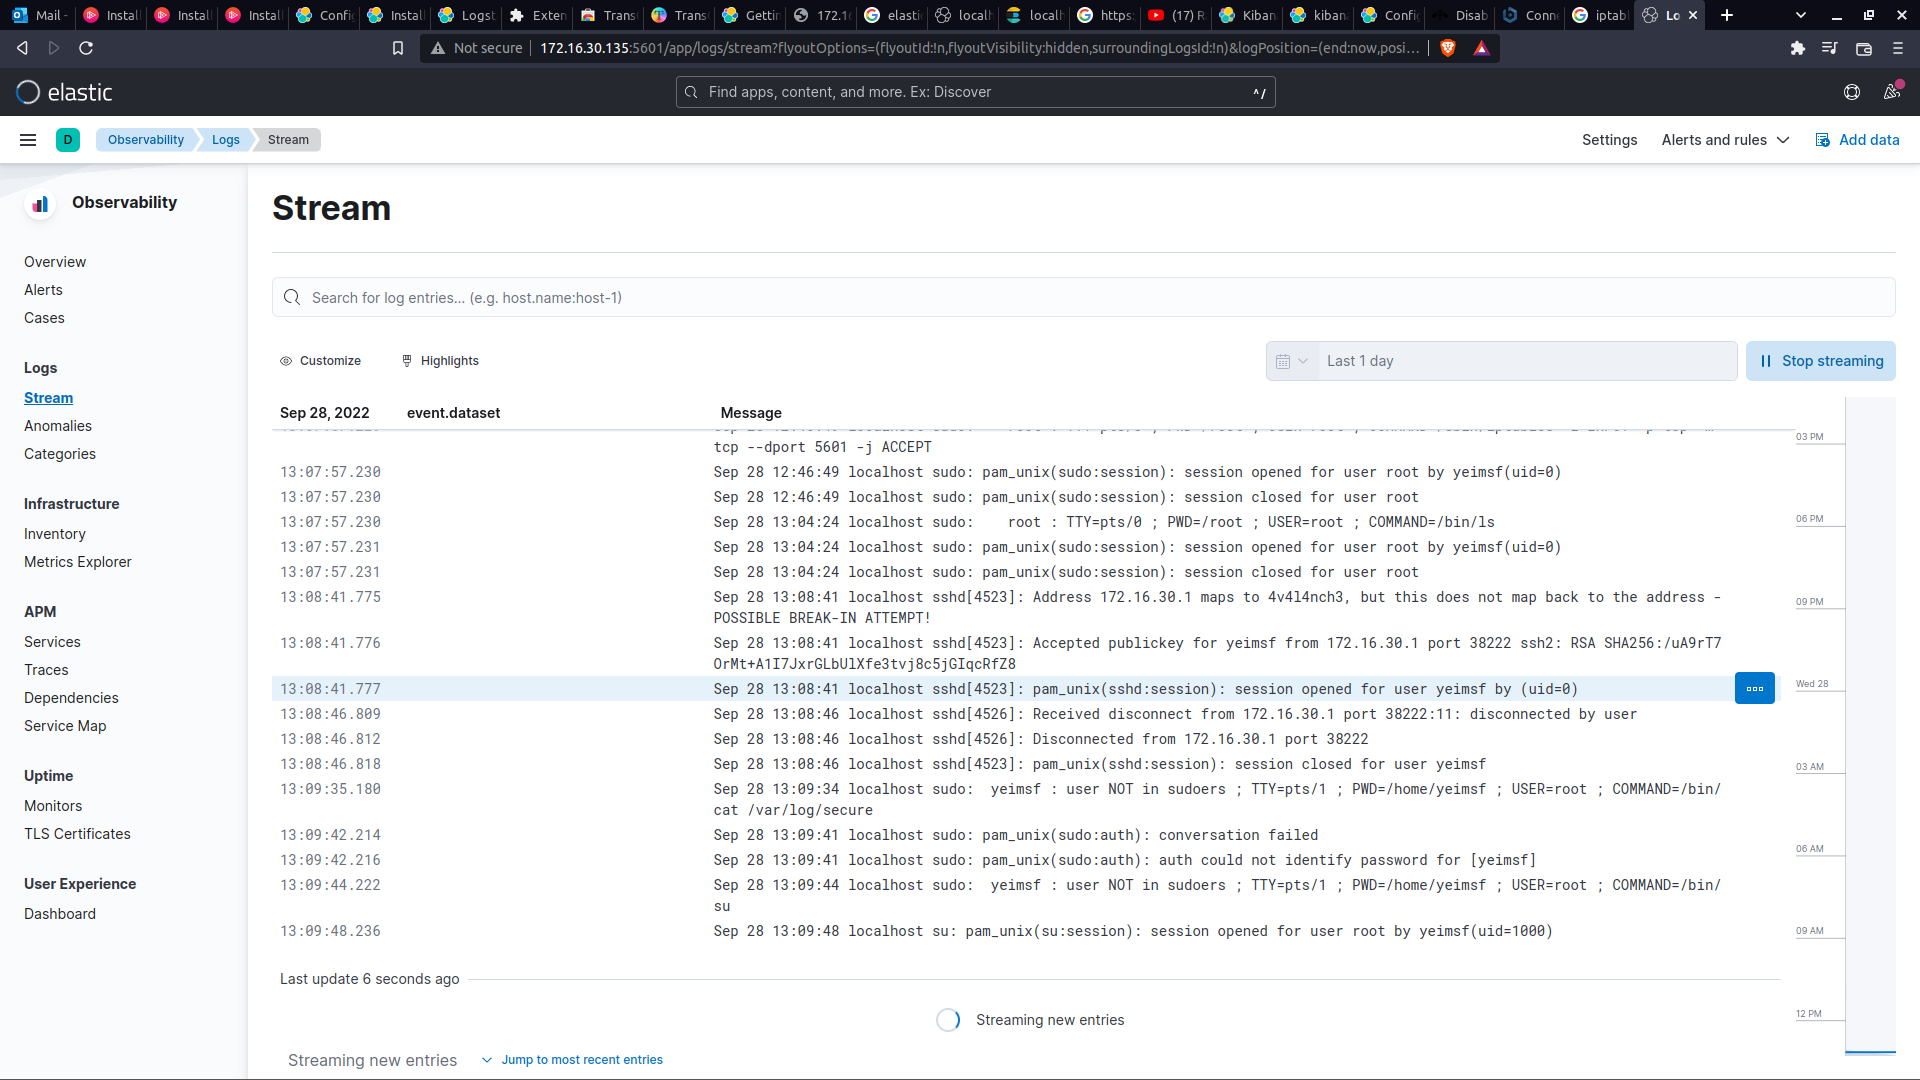 Mail -
Install
Install
Install
Config
Install
Logst
Exten
Trans
Trans
Gettin
172.1
elastic
local
local
https:
(17) R
Kiban
kiban
Config
Disab
Conn
iptabl
Lo
Not secure
172.16.30.135:5601/app/logs/stream?flyoutOptions=(flyoutId:!n,flyoutVisibility:hidden,surroundingLogsId:!n)&logPosition=(end:now,posi…
elastic
Find apps, content, and more. Ex: Discover
^/
D
Observability
Logs
Stream
Settings
Alerts and rules
Add data
Observability
Overview
Alerts
Cases
Logs
Stream
Anomalies
Categories
Infrastructure
Inventory
Metrics Explorer
APM
Services
Traces
Dependencies
Service Map
Uptime
Monitors
TLS Certificates
User Experience
Dashboard
Stream
Search for log entries... (e.g. host.name:host-1)
Customize
Highlights
Last 1 day
Stop streaming
Sep 28, 2022 event.dataset Message
tcp --dport 5601 -j ACCEPT
13:07:57.230 Sep 28 12:46:49 localhost sudo: pam_unix(sudo:session): session opened for user root by yeimsf(uid=0)
13:07:57.230 Sep 28 12:46:49 localhost sudo: pam_unix(sudo:session): session closed for user root
13:07:57.230 Sep 28 13:04:24 localhost sudo:    root : TTY=pts/0 ; PWD=/root ; USER=root ; COMMAND=/bin/ls
13:07:57.231 Sep 28 13:04:24 localhost sudo: pam_unix(sudo:session): session opened for user root by yeimsf(uid=0)
13:07:57.231 Sep 28 13:04:24 localhost sudo: pam_unix(sudo:session): session closed for user root
13:08:41.775 Sep 28 13:08:41 localhost sshd[4523]: Address 172.16.30.1 maps to 4v4l4nch3, but this does not map back to the address -
POSSIBLE BREAK-IN ATTEMPT!
13:08:41.776 Sep 28 13:08:41 localhost sshd[4523]: Accepted publickey for yeimsf from 172.16.30.1 port 38222 ssh2: RSA SHA256:/uA9rT7
OrMt+A1I7JxrGLbUlXfe3tvj8c5jGIqcRfZ8
13:08:41.777 Sep 28 13:08:41 localhost sshd[4523]: pam_unix(sshd:session): session opened for user yeimsf by (uid=0)
13:08:46.809 Sep 28 13:08:46 localhost sshd[4526]: Received disconnect from 172.16.30.1 port 38222:11: disconnected by user
13:08:46.812 Sep 28 13:08:46 localhost sshd[4526]: Disconnected from 172.16.30.1 port 38222
13:08:46.818 Sep 28 13:08:46 localhost sshd[4523]: pam_unix(sshd:session): session closed for user yeimsf
13:09:35.180 Sep 28 13:09:34 localhost sudo:  yeimsf : user NOT in sudoers ; TTY=pts/1 ; PWD=/home/yeimsf ; USER=root ; COMMAND=/bin/
cat /var/log/secure
13:09:42.214 Sep 28 13:09:41 localhost sudo: pam_unix(sudo:auth): conversation failed
13:09:42.216 Sep 28 13:09:41 localhost sudo: pam_unix(sudo:auth): auth could not identify password for [yeimsf]
13:09:44.222 Sep 28 13:09:44 localhost sudo:  yeimsf : user NOT in sudoers ; TTY=pts/1 ; PWD=/home/yeimsf ; USER=root ; COMMAND=/bin/
su
13:09:48.236 Sep 28 13:09:48 localhost su: pam_unix(su:session): session opened for user root by yeimsf(uid=1000)
03 PM
06 PM
09 PM
Wed 28
03 AM
06 AM
09 AM
12 PM
Last update 6 seconds ago
Streaming new entries
Streaming new entries
Jump to most recent entries